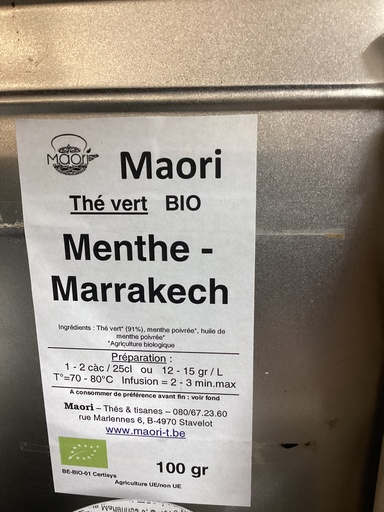 Maori
Maori
Thé vert BIO
Menthe -
Marrakech
Ingrédients : Thé vert* (91%), menthe poivrée*, huile de
menthe poivrée*
*Agriculture biologique
Préparation :
1 - 2 càc / 25cl ou 12 - 15 gr / L
T°=70 - 80°C Infusion = 2 - 3 min.max
A consommer de préférence avant fin : voir fond
Maori – Thés & tisanes – 080/67.23.60
rue Marlennes 6, B-4970 Stavelot
www.maori-t.be
100 gr
BE-BIO-01 Certisys
Agriculture UE/non UE